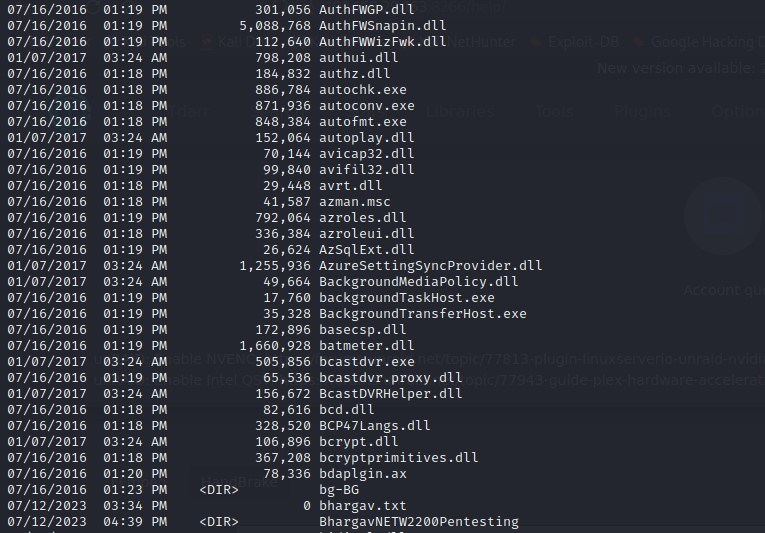 07/16/2016 01:19 PM 301,056 AuthFWGP.dll
07/16/2016 01:19 PM 5,088,768 AuthFWSnapin.dll
07/16/2016 01:19 PM 112,640 AuthFWWizFwk.dll
01/07/2017 03:24 AM 798,208 authui.dll
07/16/2016 01:18 PM 184,832 authz.dll
07/16/2016 01:18 PM 886,784 autochk.exe
07/16/2016 01:18 PM 871,936 autoconv.exe
07/16/2016 01:18 PM 848,384 autofmt.exe
01/07/2017 03:24 AM 152,064 autoplay.dll
07/16/2016 01:19 PM 70,144 avicap32.dll
07/16/2016 01:19 PM 99,840 avifil32.dll
07/16/2016 01:18 PM 29,448 avrt.dll
07/16/2016 01:18 PM 41,587 azman.msc
07/16/2016 01:19 PM 792,064 azroles.dll
07/16/2016 01:18 PM 336,384 azroleui.dll
07/16/2016 01:19 PM 26,624 AzSqlExt.dll
01/07/2017 03:24 AM 1,255,936 AzureSettingSyncProvider.dll
01/07/2017 03:24 AM 49,664 BackgroundMediaPolicy.dll
07/16/2016 01:19 PM 17,760 backgroundTaskHost.exe
07/16/2016 01:19 PM 35,328 BackgroundTransferHost.exe
07/16/2016 01:18 PM 172,896 basecsp.dll
07/16/2016 01:18 PM 1,660,928 batmeter.dll
01/07/2017 03:24 AM 505,856 bcastdvr.exe
07/16/2016 01:19 PM 65,536 bcastdvr.proxy.dll
01/07/2017 03:24 AM 156,672 BcastDVRHelper.dll
07/16/2016 01:18 PM 82,616 bcd.dll
07/16/2016 01:18 PM 328,520 BCP47Langs.dll
01/07/2017 03:24 AM 106,896 bcrypt.dll
07/16/2016 01:18 PM 367,208 bcryptprimitives.dll
07/16/2016 01:20 PM 78,336 bdaplgin.ax
07/16/2016 01:23 PM <DIR> bg-BG
07/12/2023 03:34 PM 0 bhargav.txt
07/12/2023 04:39 PM <DIR> BhargavNETW2200Pentesting